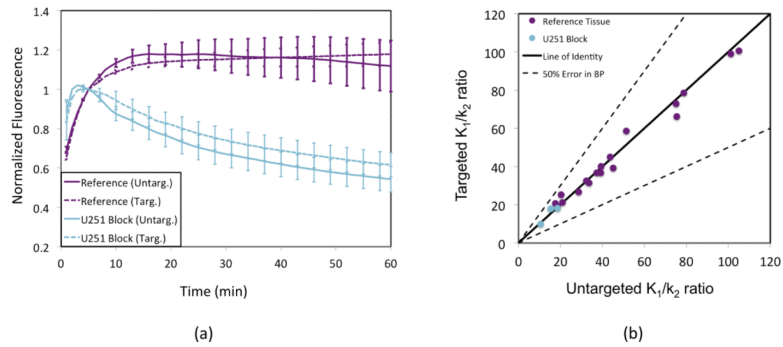 1.4
1.2
1
0.8
0.6
0.4
0.2
Normalized Fluorescence
Reference (Untarg.)
Reference (Targ.)
U251 Block (Untarg.)
U251 Block (Targ.)
0 10 20 30 40 50 60
Time (min)
(a)
120
100
80
60
40
20
0
Targeted K₁/k₂ ratio
Reference Tissue
U251 Block
Line of Identity
50% Error in BP
0 20 40 60 80 100 120
Untargeted K₁/k₂ ratio
(b)